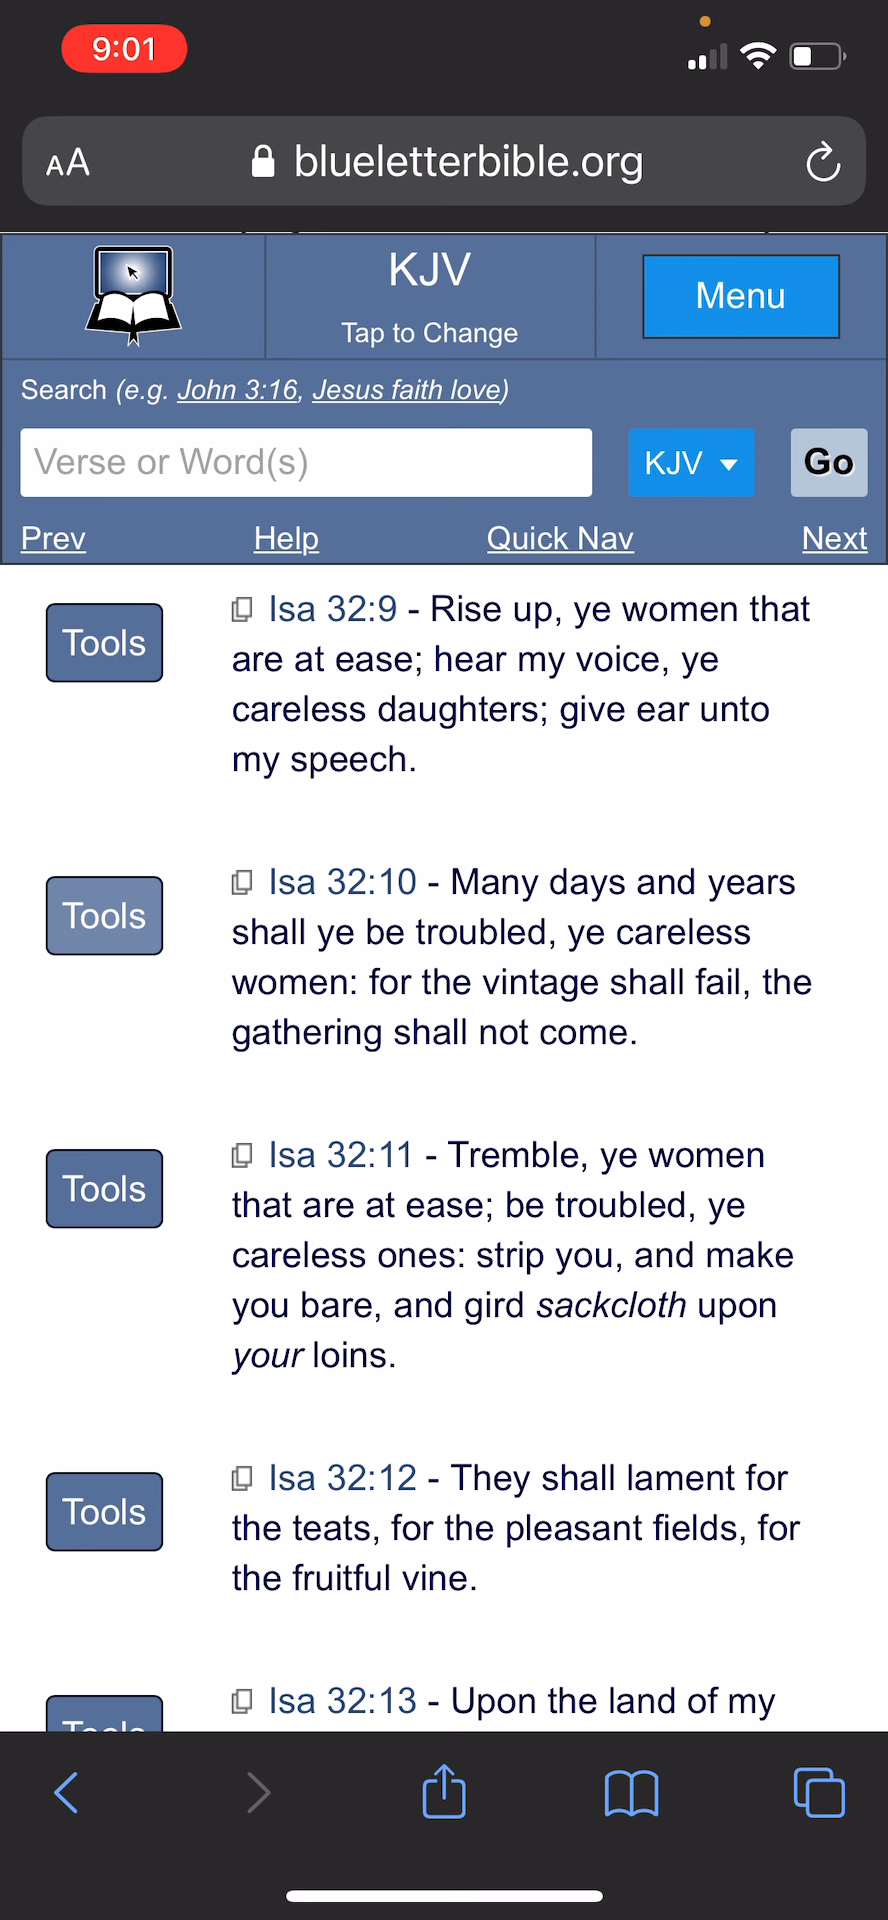 9:01
AA blueletterbible.org
KJV
Tap to Change
Menu
Search (e.g. John 3:16, Jesus faith love)
Verse or Word(s)
KJV
Go
Prev Help Quick Nav Next
Tools
Isa 32:9 - Rise up, ye women that
are at ease; hear my voice, ye
careless daughters; give ear unto
my speech.
Tools
Isa 32:10 - Many days and years
shall ye be troubled, ye careless
women: for the vintage shall fail, the
gathering shall not come.
Tools
Isa 32:11 - Tremble, ye women
that are at ease; be troubled, ye
careless ones: strip you, and make
you bare, and gird sackcloth upon
your loins.
Tools
Isa 32:12 - They shall lament for
the teats, for the pleasant fields, for
the fruitful vine.
Tools
Isa 32:13 - Upon the land of my